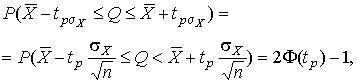 P(X̅ − t_{pσ_X̅} ≤ Q ≤ X̅ + t_{pσ_X̅}) =
= P(X̅ − t_p σ_X/√n ≤ Q < X̅ + t_p σ_X/√n) = 2Φ(t_p) − 1,